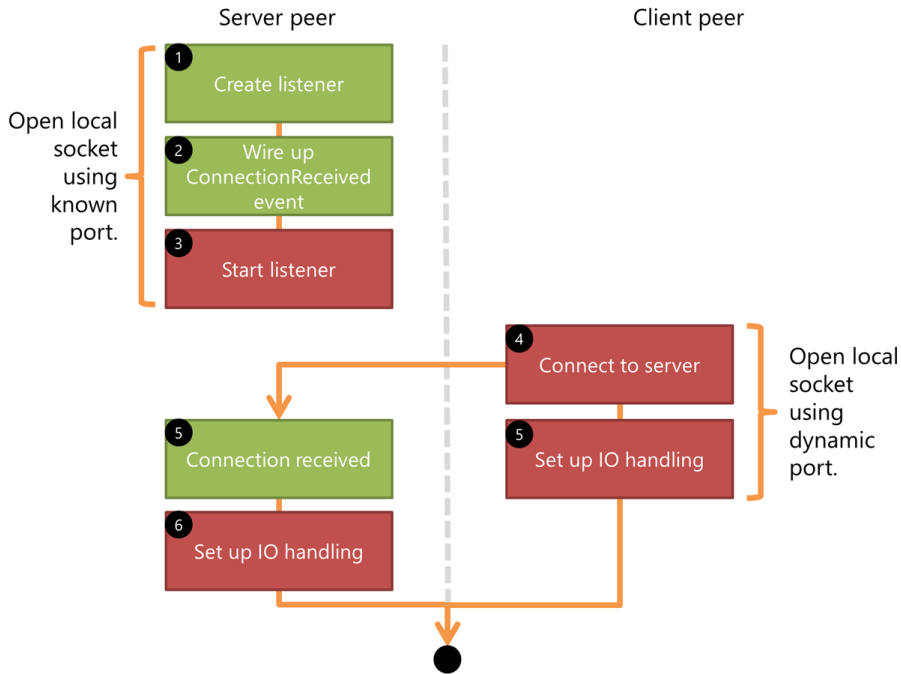 Server peer
Client peer
1
Create listener
Open local
socket
using
known
port.
2
Wire up
ConnectionReceived
event
3
Start listener
4
Connect to server
Open local
socket
using
dynamic
port.
5
Connection received
5
Set up IO handling
6
Set up IO handling